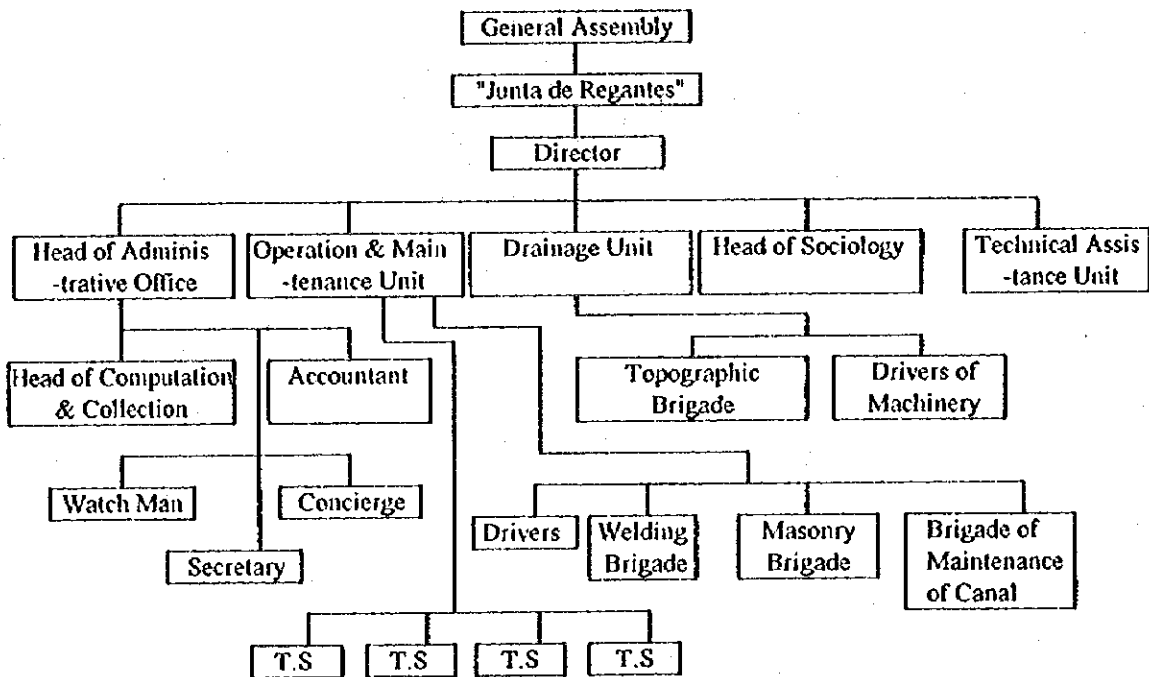 General Assembly
"Junta de Regantes"
Director
Head of Adminis
-trative Office
Operation & Main
-tenance Unit
Drainage Unit
Head of Sociology
Technical Assis
-tance Unit
Head of Computation
& Collection
Accountant
Topographic
Brigade
Drivers of
Machinery
Watch Man
Concierge
Secretary
Drivers
Welding
Brigade
Masonry
Brigade
Brigade of
Maintenance
of Canal
T.S
T.S
T.S
T.S